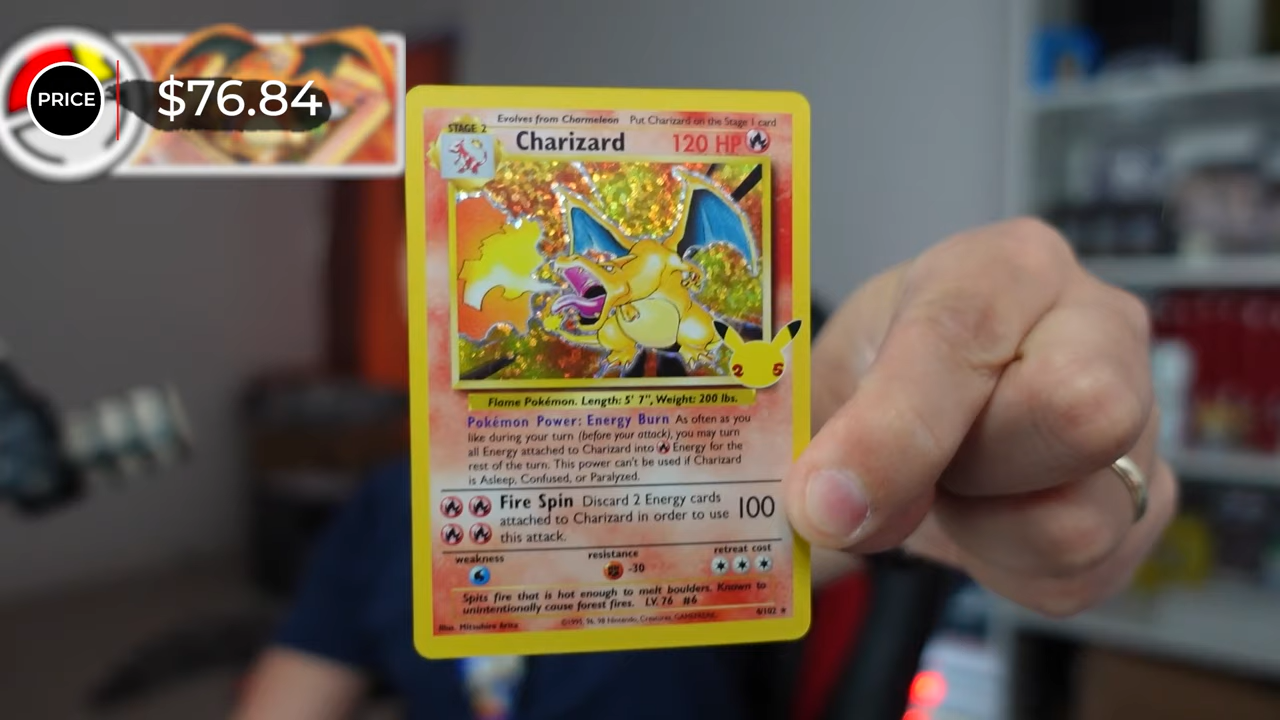 PRICE
$76.84
Evolves from Charmeleon Put Charizard on the Stage 1 card
STAGE 2
Charizard
120 HP
2 5
Flame Pokémon. Length: 5' 7", Weight: 200 lbs.
Pokémon Power: Energy Burn As often as you
like during your turn (before your attack), you may turn
all Energy attached to Charizard into Energy for the
rest of the turn. This power can't be used if Charizard
is Asleep, Confused, or Paralyzed.
Fire Spin Discard 2 Energy cards
attached to Charizard in order to use
this attack.
100
weakness
resistance
-30
retreat cost
Spits fire that is hot enough to melt boulders. Known to
unintentionally cause forest fires. LV. 76 #6
Illus. Mitsuhiro Arita
©1995, 96, 98 Nintendo, Creatures, GAMEFREAK.
4/102